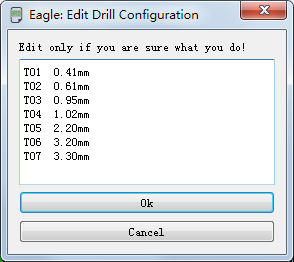 Eagle: Edit Drill Configuration
Edit only if you are sure what you do!
T01 0.41mm
T02 0.61mm
T03 0.95mm
T04 1.02mm
T05 2.20mm
T06 3.20mm
T07 3.30mm
Ok
Cancel